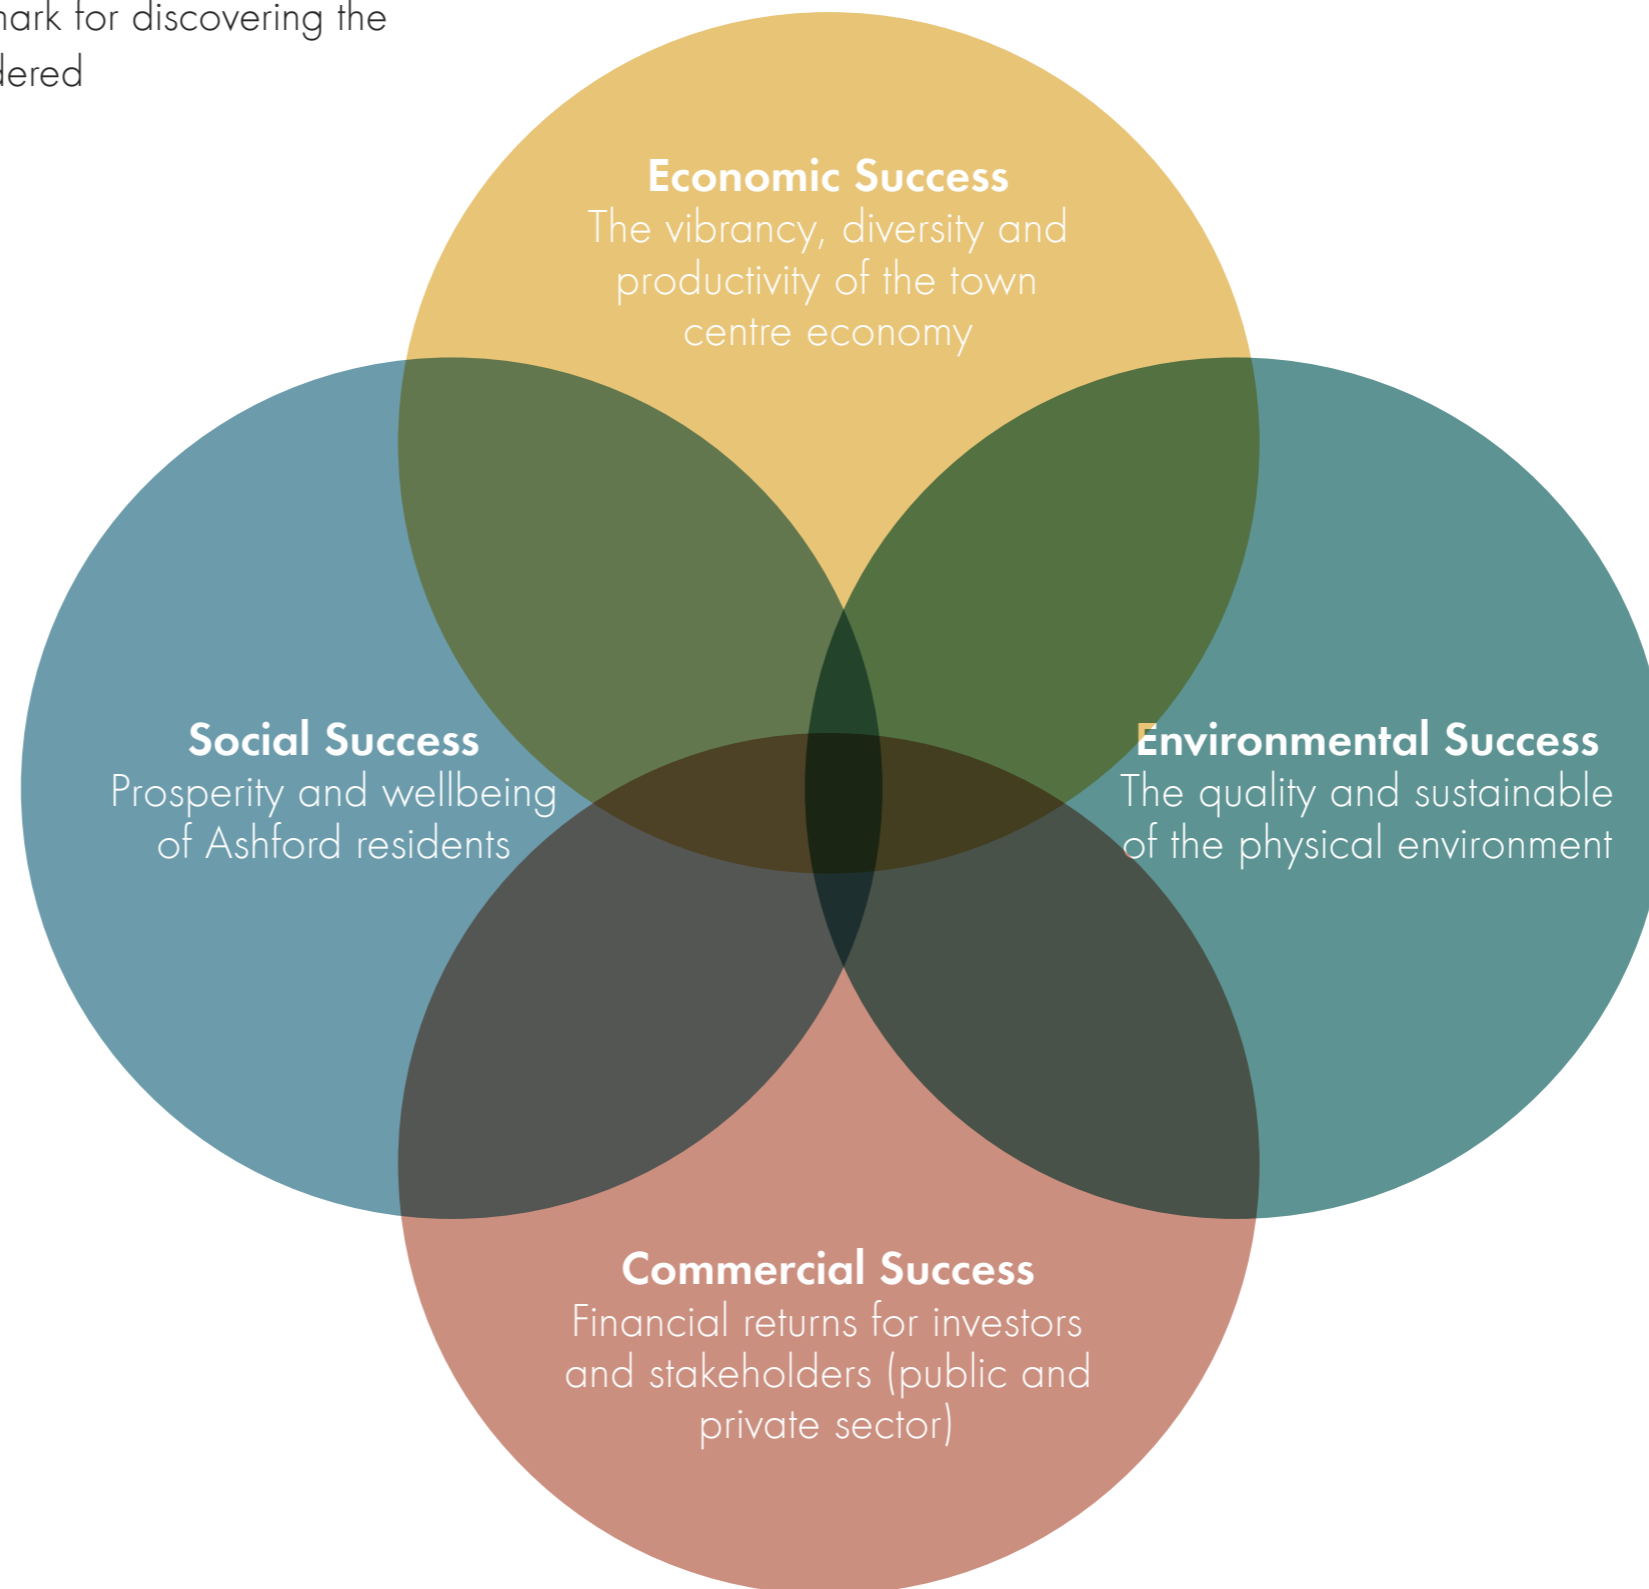 for discovering the
Economic Success
The vibrancy, diversity and
productivity of the town
centre economy
Social Success
Prosperity and wellbeing
of Ashford residents
Environmental Success
The quality and sustainable
of the physical environment
Commercial Success
Financial returns for investors
and stakeholders (public and
private sector)